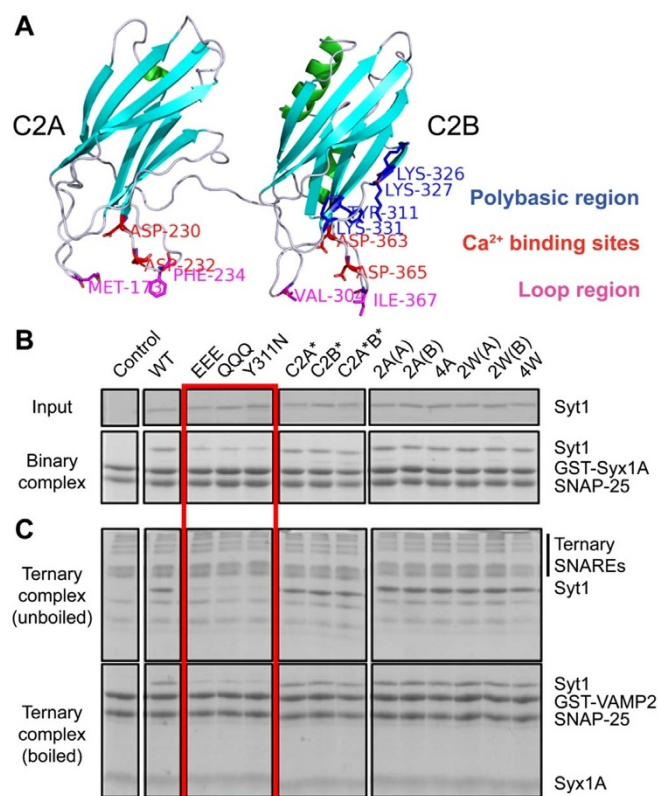 A
C2A
C2B
LYS-326
LYS-327
TYR-311
LYS-331
ASP-230
ASP-363
ASP-232
PHE-234
ASP-365
MET-173
VAL-304
ILE-367
Polybasic region
Ca²⁺ binding sites
Loop region
B
Control
WT
EEE
QQQ
Y311N
C2A*
C2B*
C2A*B*
2A(A)
2A(B)
4A
2W(A)
2W(B)
4W
Input
Syt1
Binary
complex
Syt1
GST-Syx1A
SNAP-25
C
Ternary
complex
(unboiled)
Ternary
SNAREs
Syt1
Ternary
complex
(boiled)
Syt1
GST-VAMP2
SNAP-25
Syx1A